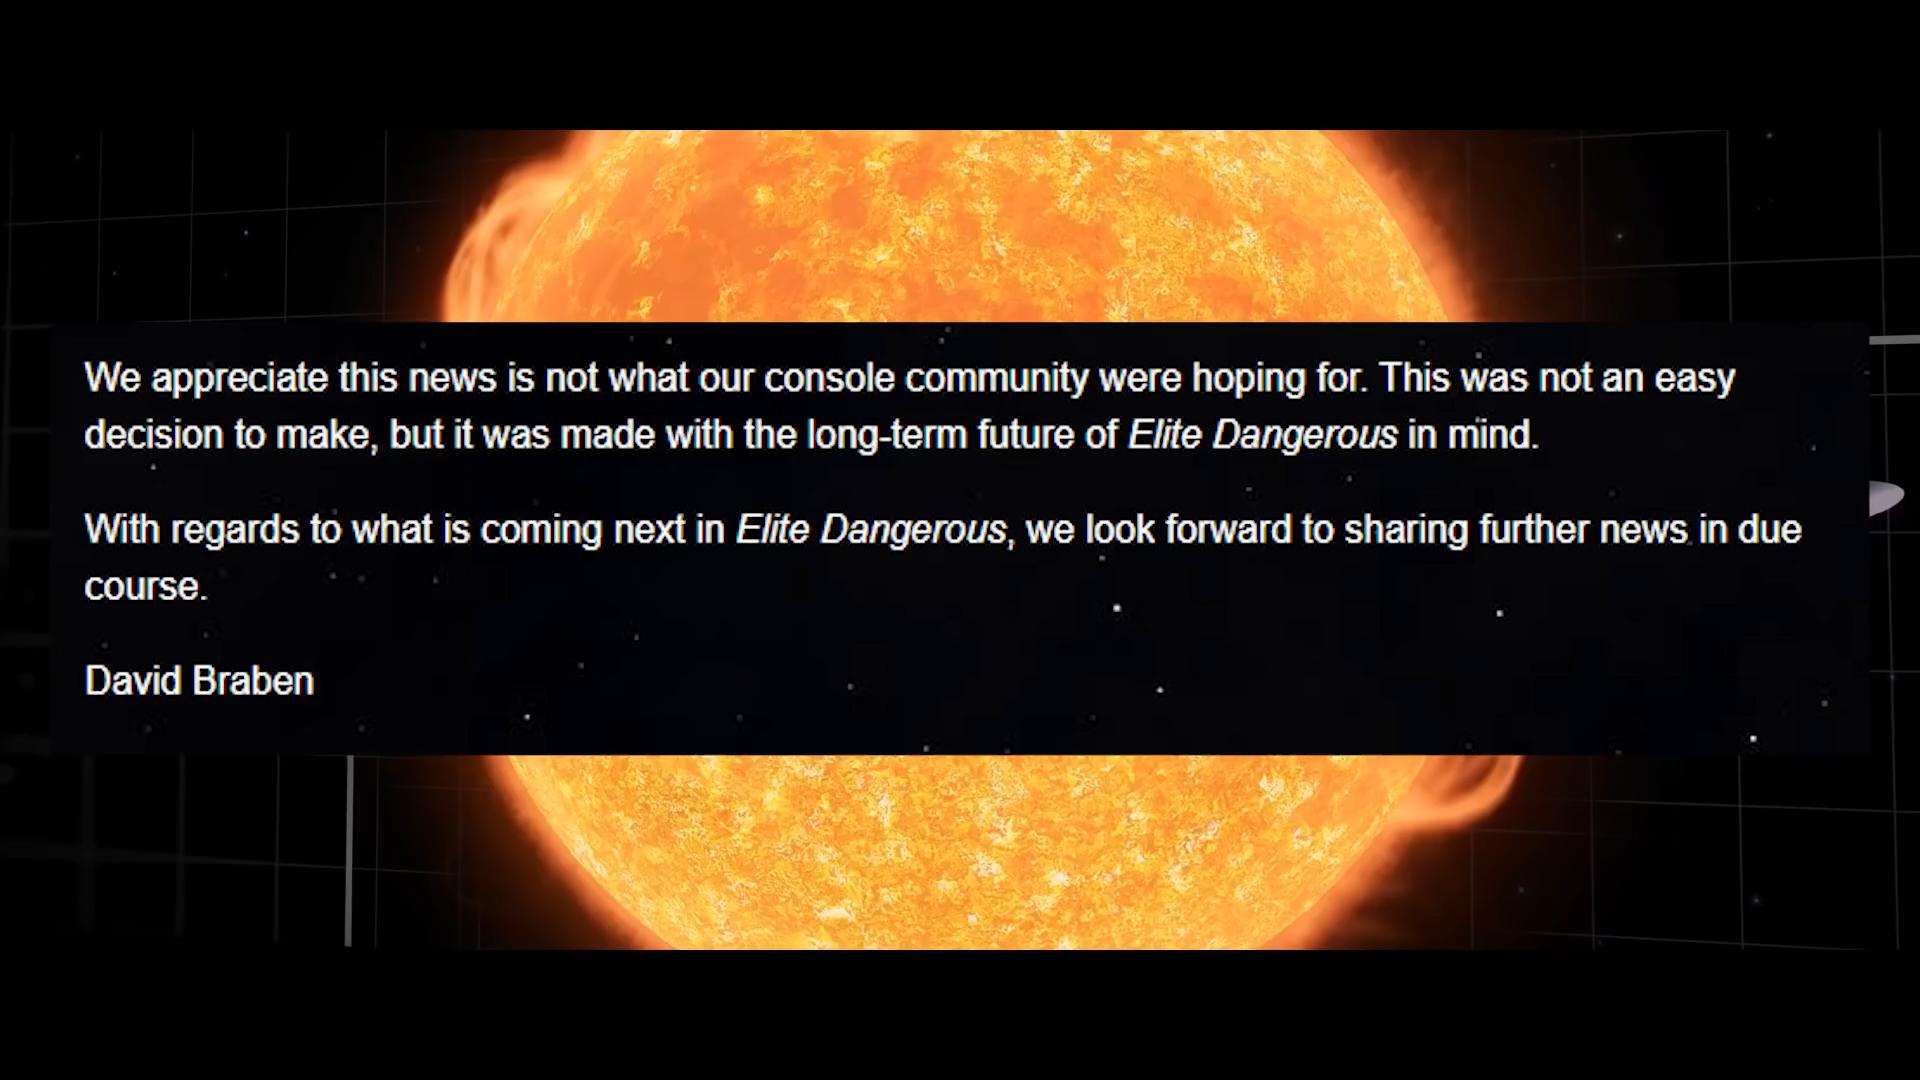 We appreciate this news is not what our console community were hoping for. This was not an easy
decision to make, but it was made with the long-term future of Elite Dangerous in mind.
With regards to what is coming next in Elite Dangerous, we look forward to sharing further news in due
course.
David Braben